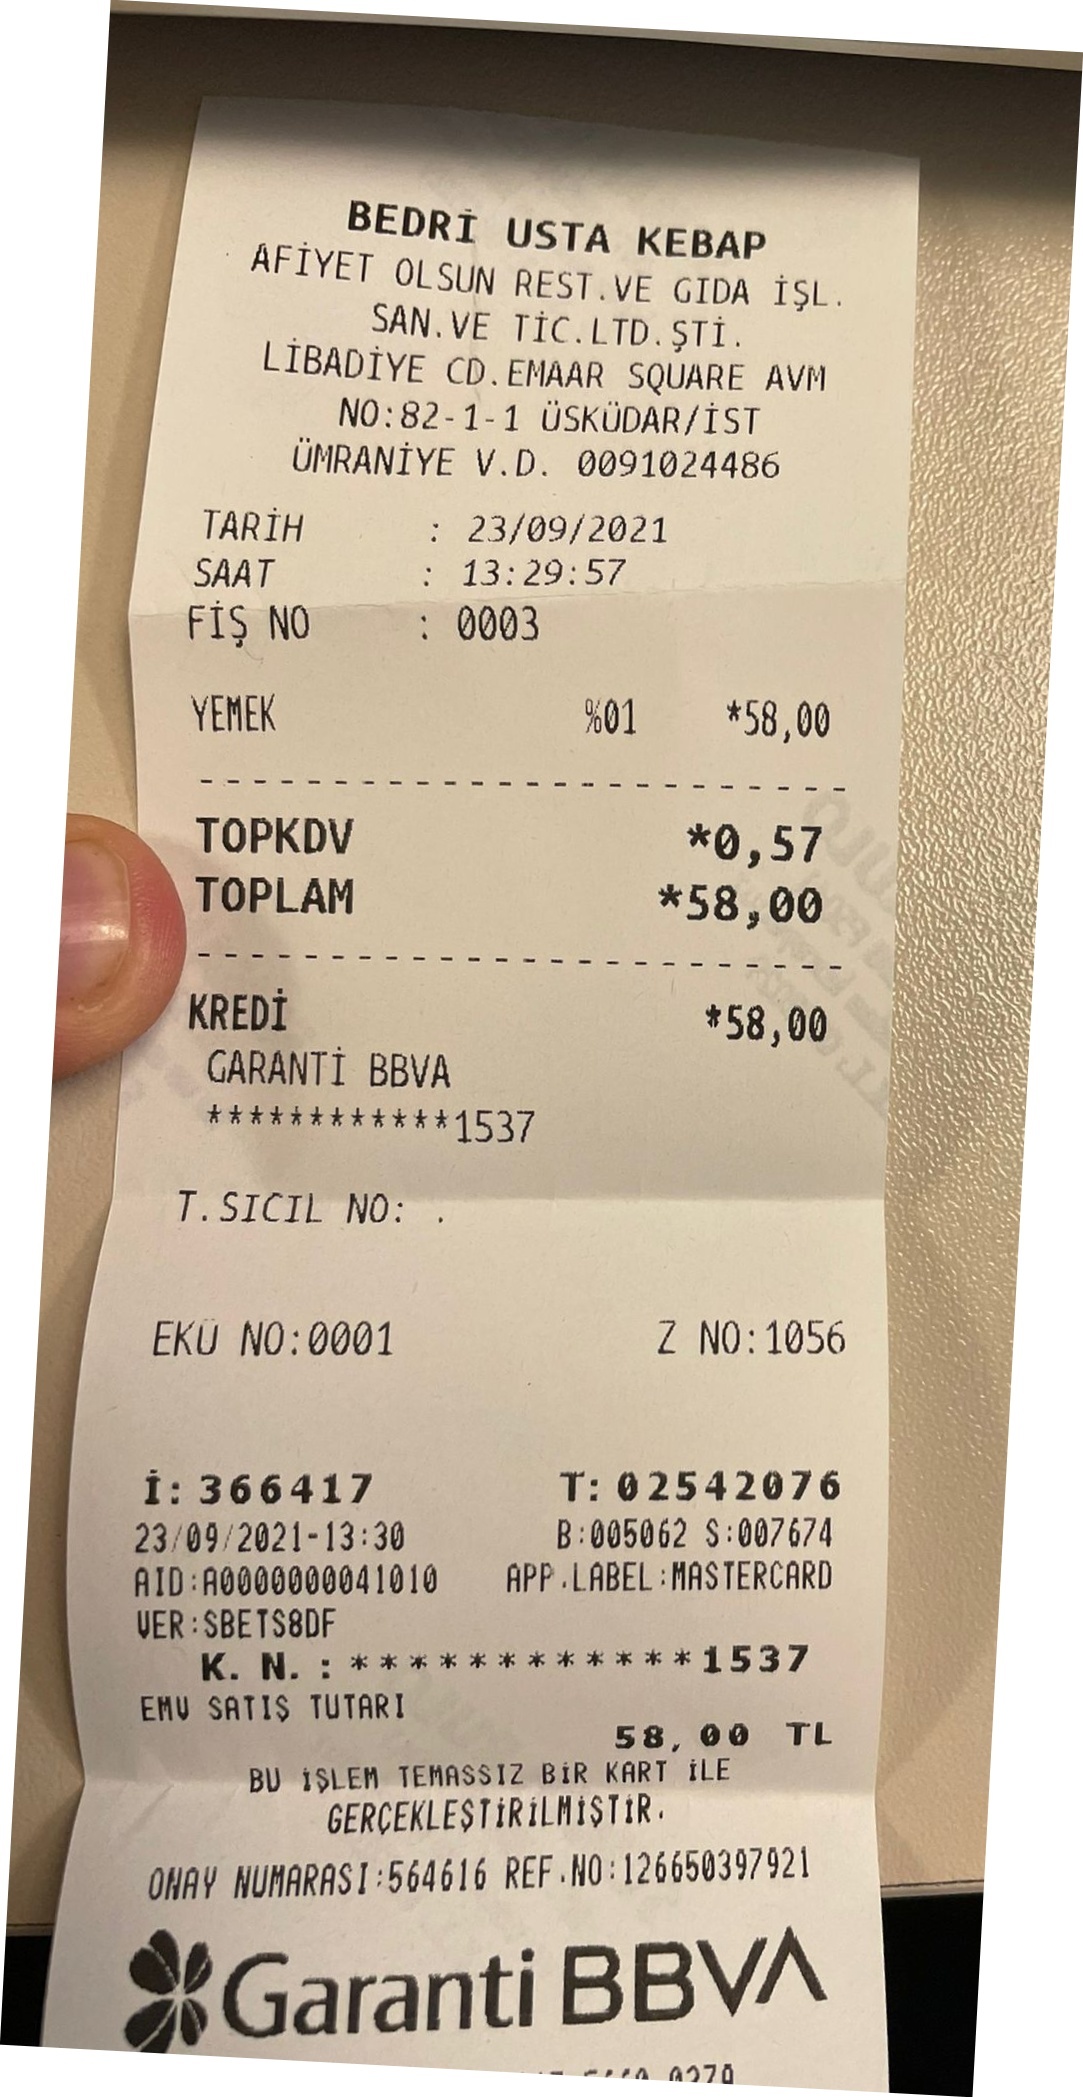 BEDRİ USTA KEBAP
AFİYET OLSUN REST.VE GIDA İŞL.
SAN.VE TİC.LTD.ŞTİ.
LİBADİYE CD.EMAAR SQUARE AVM
NO:82-1-1 ÜSKÜDAR/İST
ÜMRANİYE V.D. 0091024486
TARİH : 23/09/2021
SAAT : 13:29:57
FİŞ NO : 0003
YEMEK %01 *58,00
TOPKDV *0,57
TOPLAM *58,00
KREDİ *58,00
GARANTİ BBVA
************1537
T.SICIL NO: .
EKÜ NO:0001 Z NO:1056
İ: 366417 T: 02542076
23/09/2021-13:30 B:005062 S:007674
AID:A0000000041010 APP.LABEL:MASTERCARD
VER:SBETS8DF
K. N. : ************1537
EMV SATIŞ TUTARI
58,00 TL
BU İŞLEM TEMASSIZ BİR KART İLE
GERÇEKLEŞTİRİLMİŞTİR.
ONAY NUMARASI:564616 REF.NO:126650397921
Garanti BBVA